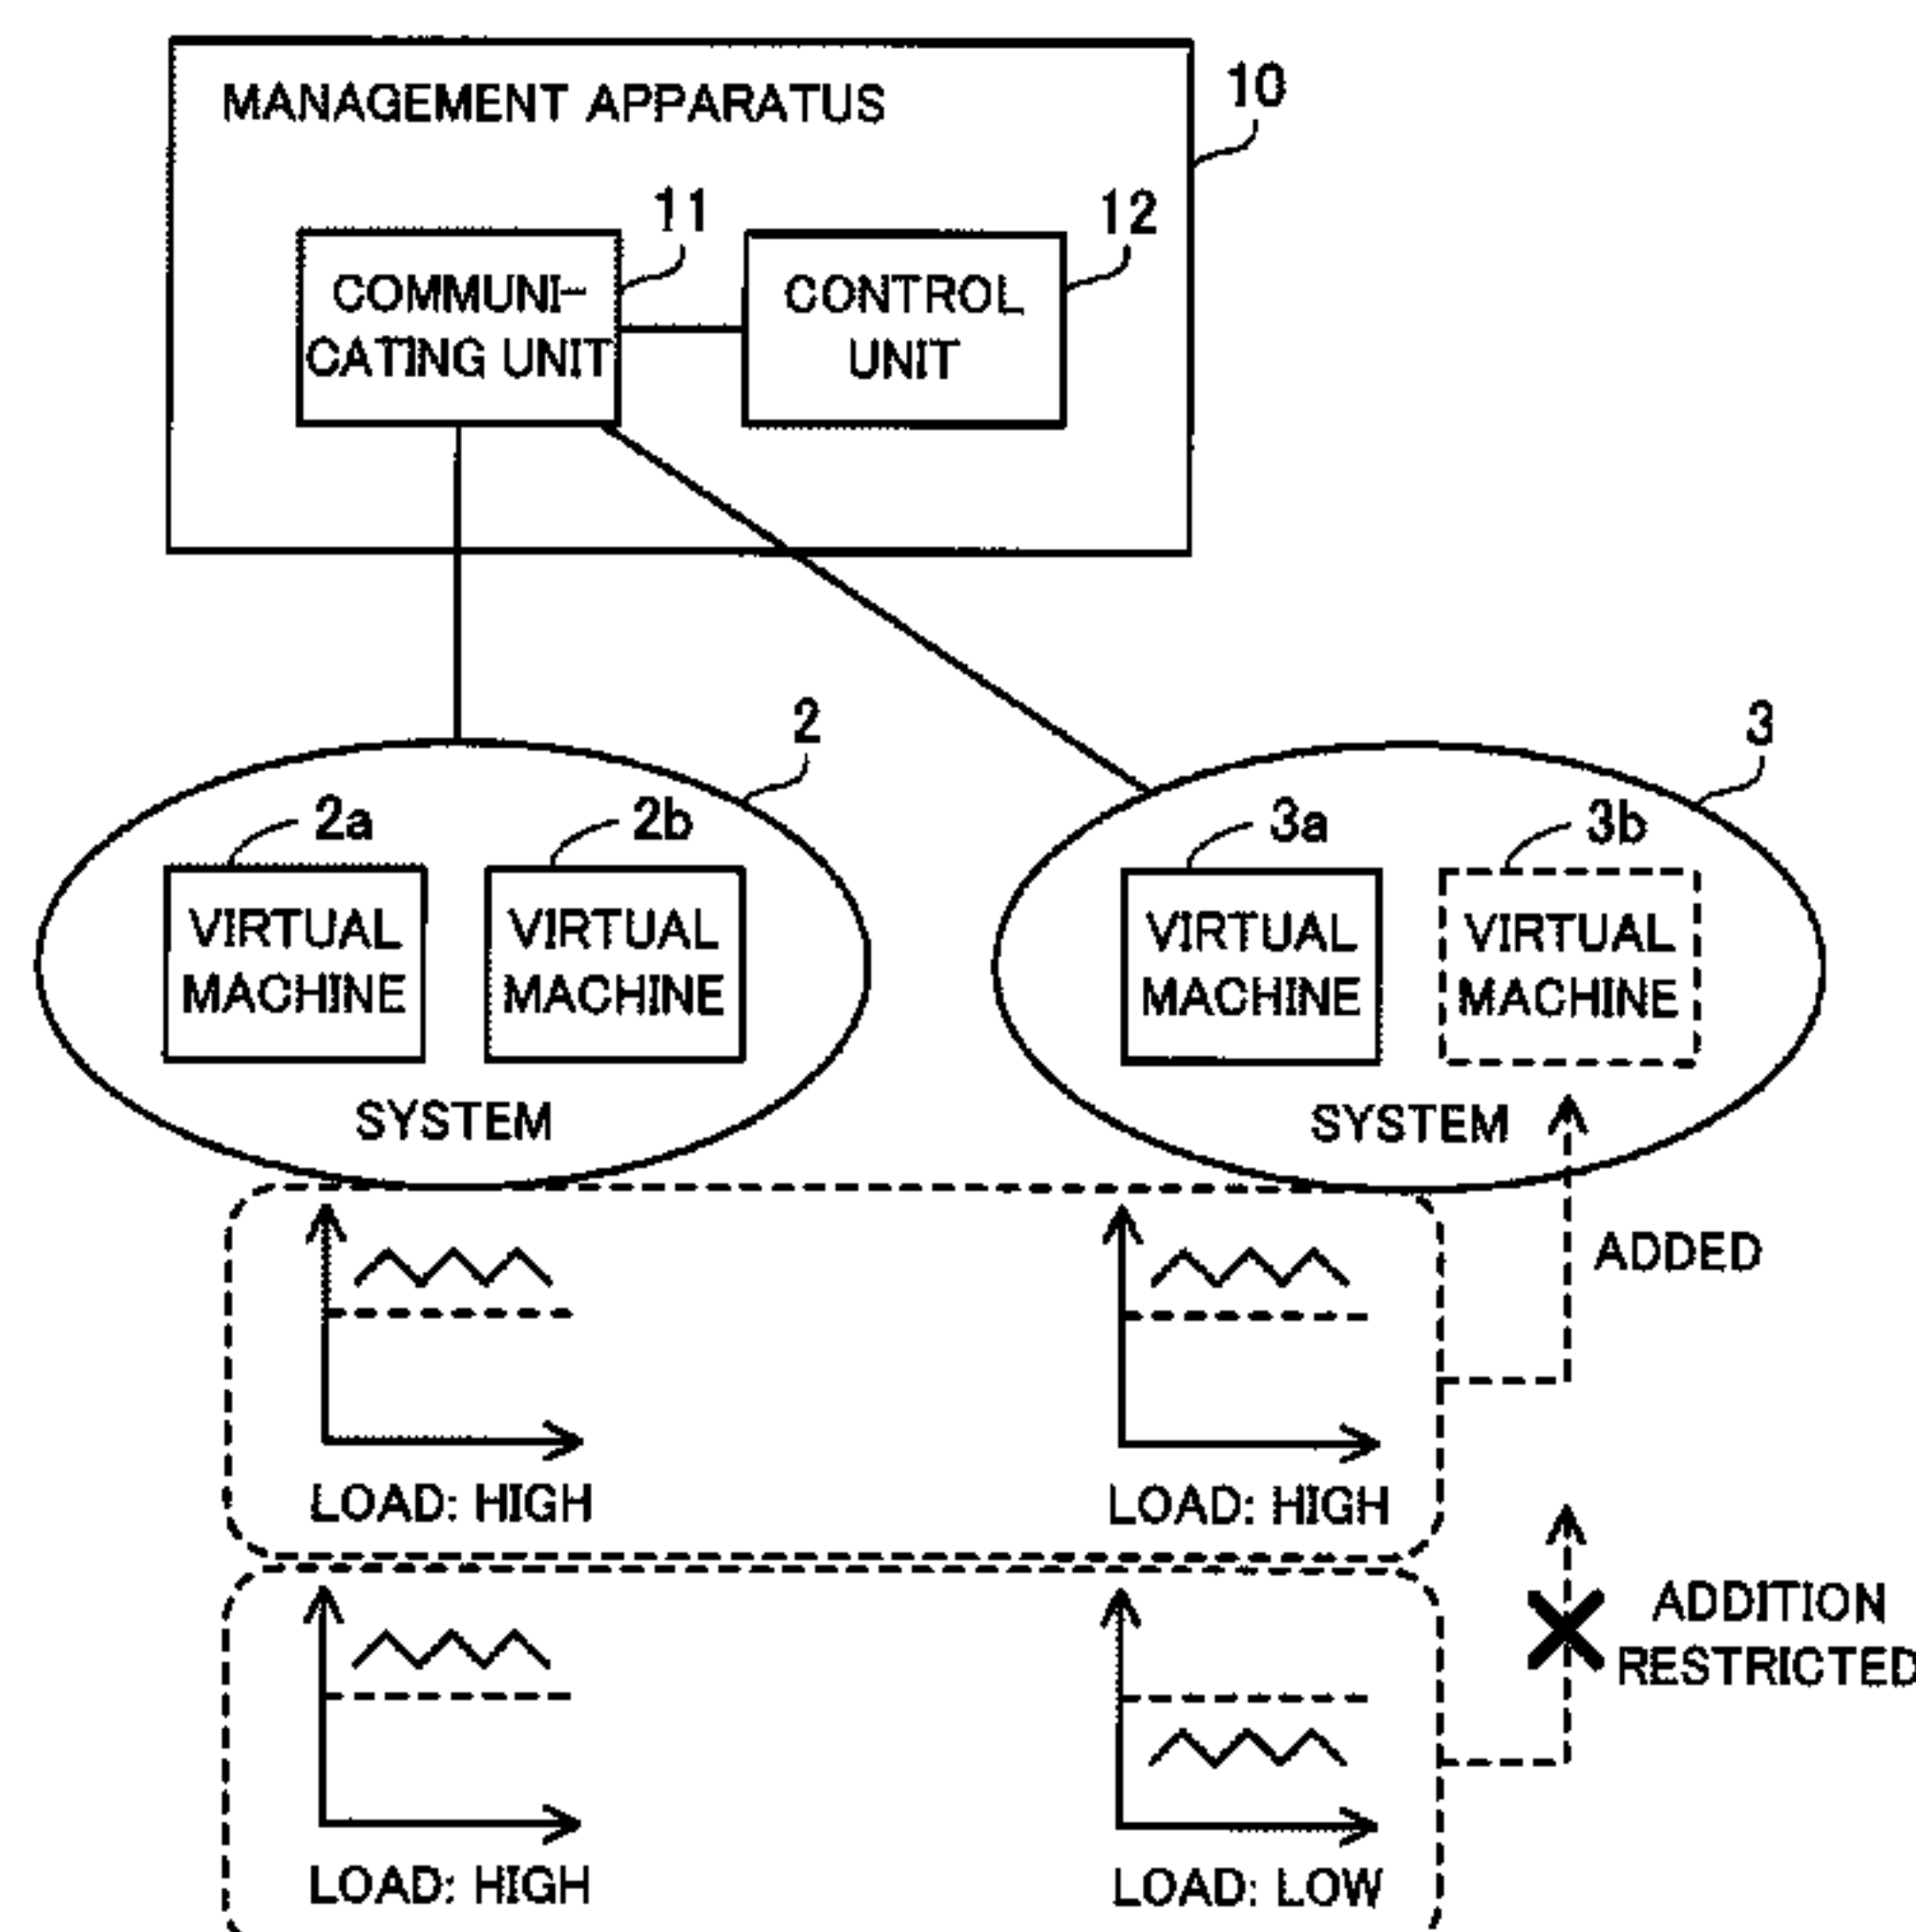 MANAGEMENT APPARATUS
10
11
12
COMMUNI-
CATING UNIT
CONTROL
UNIT
2
3
2a
2b
3a
3b
VIRTUAL
MACHINE
VIRTUAL
MACHINE
VIRTUAL
MACHINE
VIRTUAL
MACHINE
SYSTEM
SYSTEM
ADDED
LOAD: HIGH
LOAD: HIGH
ADDITION
RESTRICTED
LOAD: HIGH
LOAD: LOW